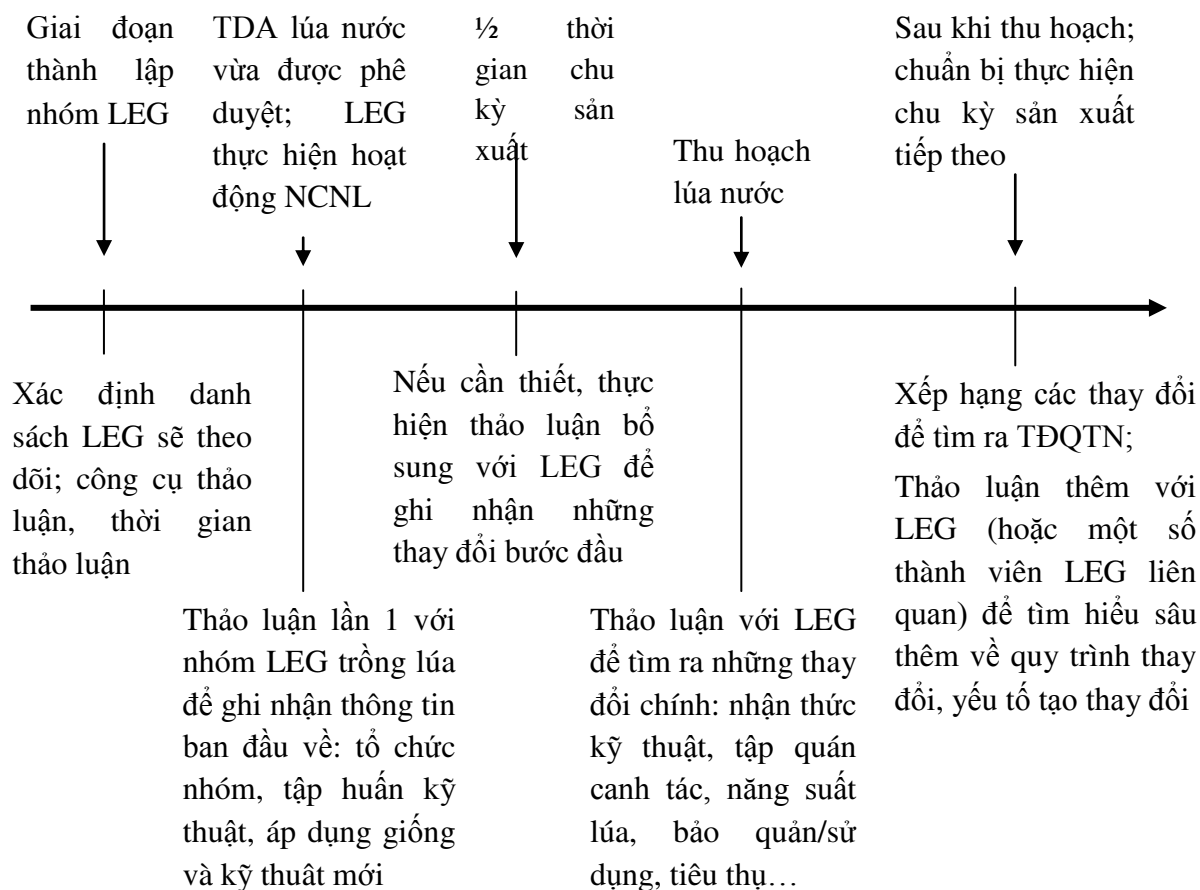 Giai đoạn
thành lập
nhóm LEG
TDA lúa nước
vừa được phê
duyệt; LEG
thực hiện hoạt
động NCNL
½ thời
gian chu
kỳ sản
xuất
Thu hoạch
lúa nước
Sau khi thu hoạch;
chuẩn bị thực hiện
chu kỳ sản xuất
tiếp theo
Xác định danh
sách LEG sẽ theo
dõi; công cụ thảo
luận, thời gian
thảo luận
Thảo luận lần 1 với
nhóm LEG trồng lúa
để ghi nhận thông tin
ban đầu về: tổ chức
nhóm, tập huấn kỹ
thuật, áp dụng giống
và kỹ thuât mới
Nếu cần thiết, thực
hiện thảo luận bổ
sung với LEG để
ghi nhận những
thay đổi bước đầu
Thảo luận với LEG
để tìm ra những thay
đổi chính: nhận thức
kỹ thuật, tập quán
canh tác, năng suất
lúa, bảo quản/sử
dụng, tiêu thụ…
Xếp hạng các thay đổi
để tìm ra TĐQTN;
Thảo luận thêm với
LEG (hoặc một số
thành viên LEG liên
quan) để tìm hiểu sâu
thêm về quy trình thay
đổi, yếu tố tạo thay đổi